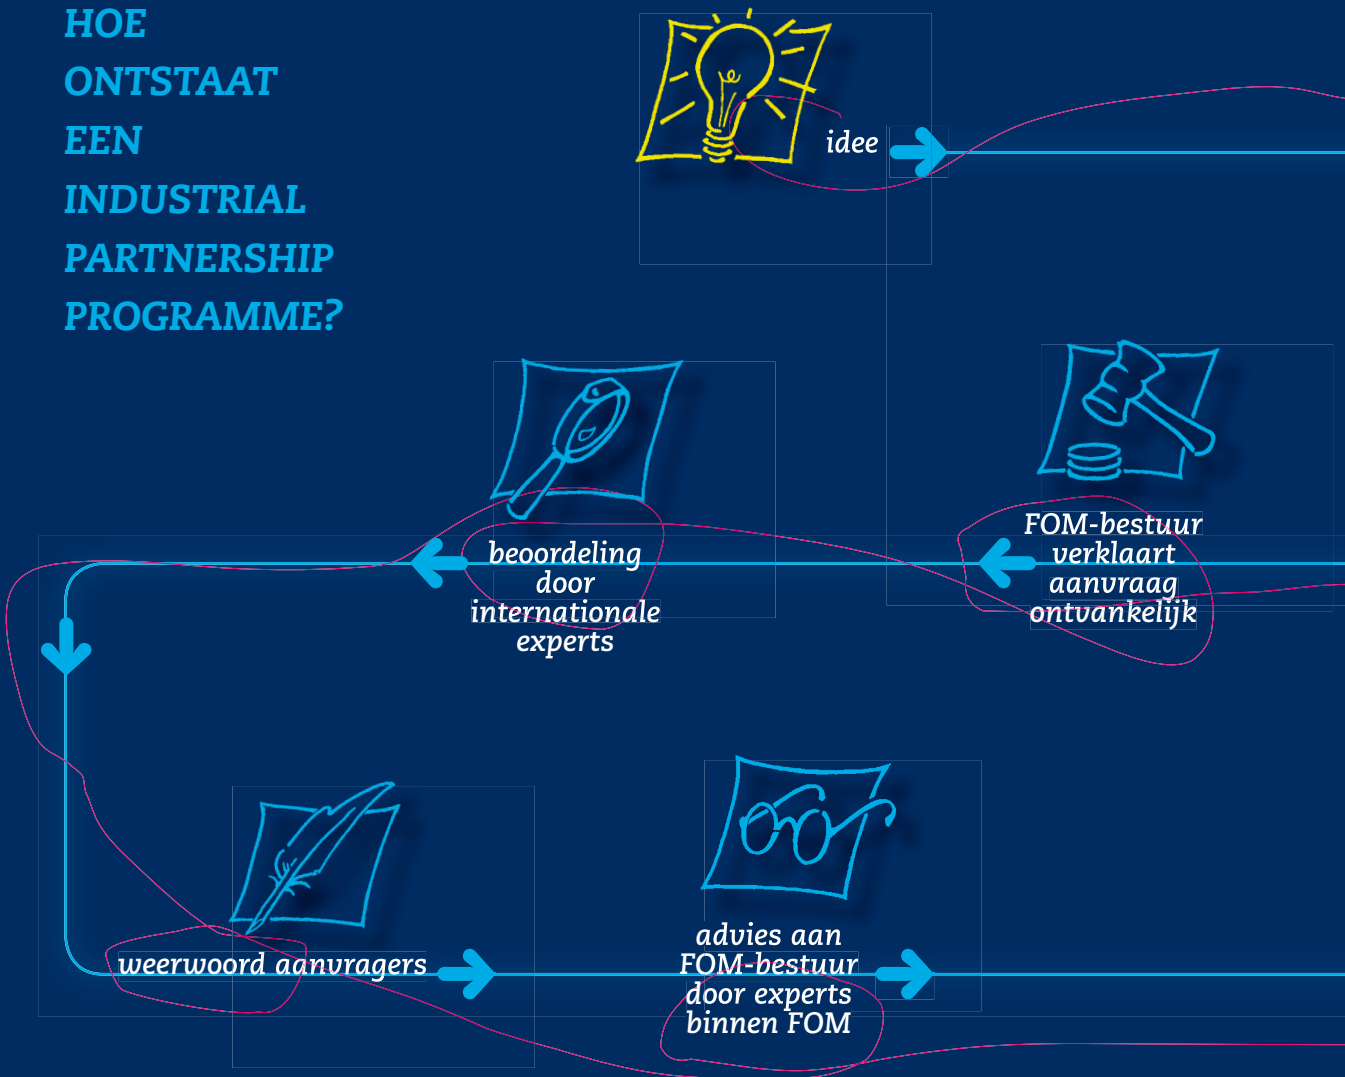 HOE
ONTSTAAT
EEN
INDUSTRIAL
PARTNERSHIP
PROGRAMME?
idee
FOM-bestuur
verklaart
aanvraag
ontvankelijk
beoordeling
door
internationale
experts
weerwoord aanvragers
advies aan
FOM-bestuur
door experts
binnen FOM